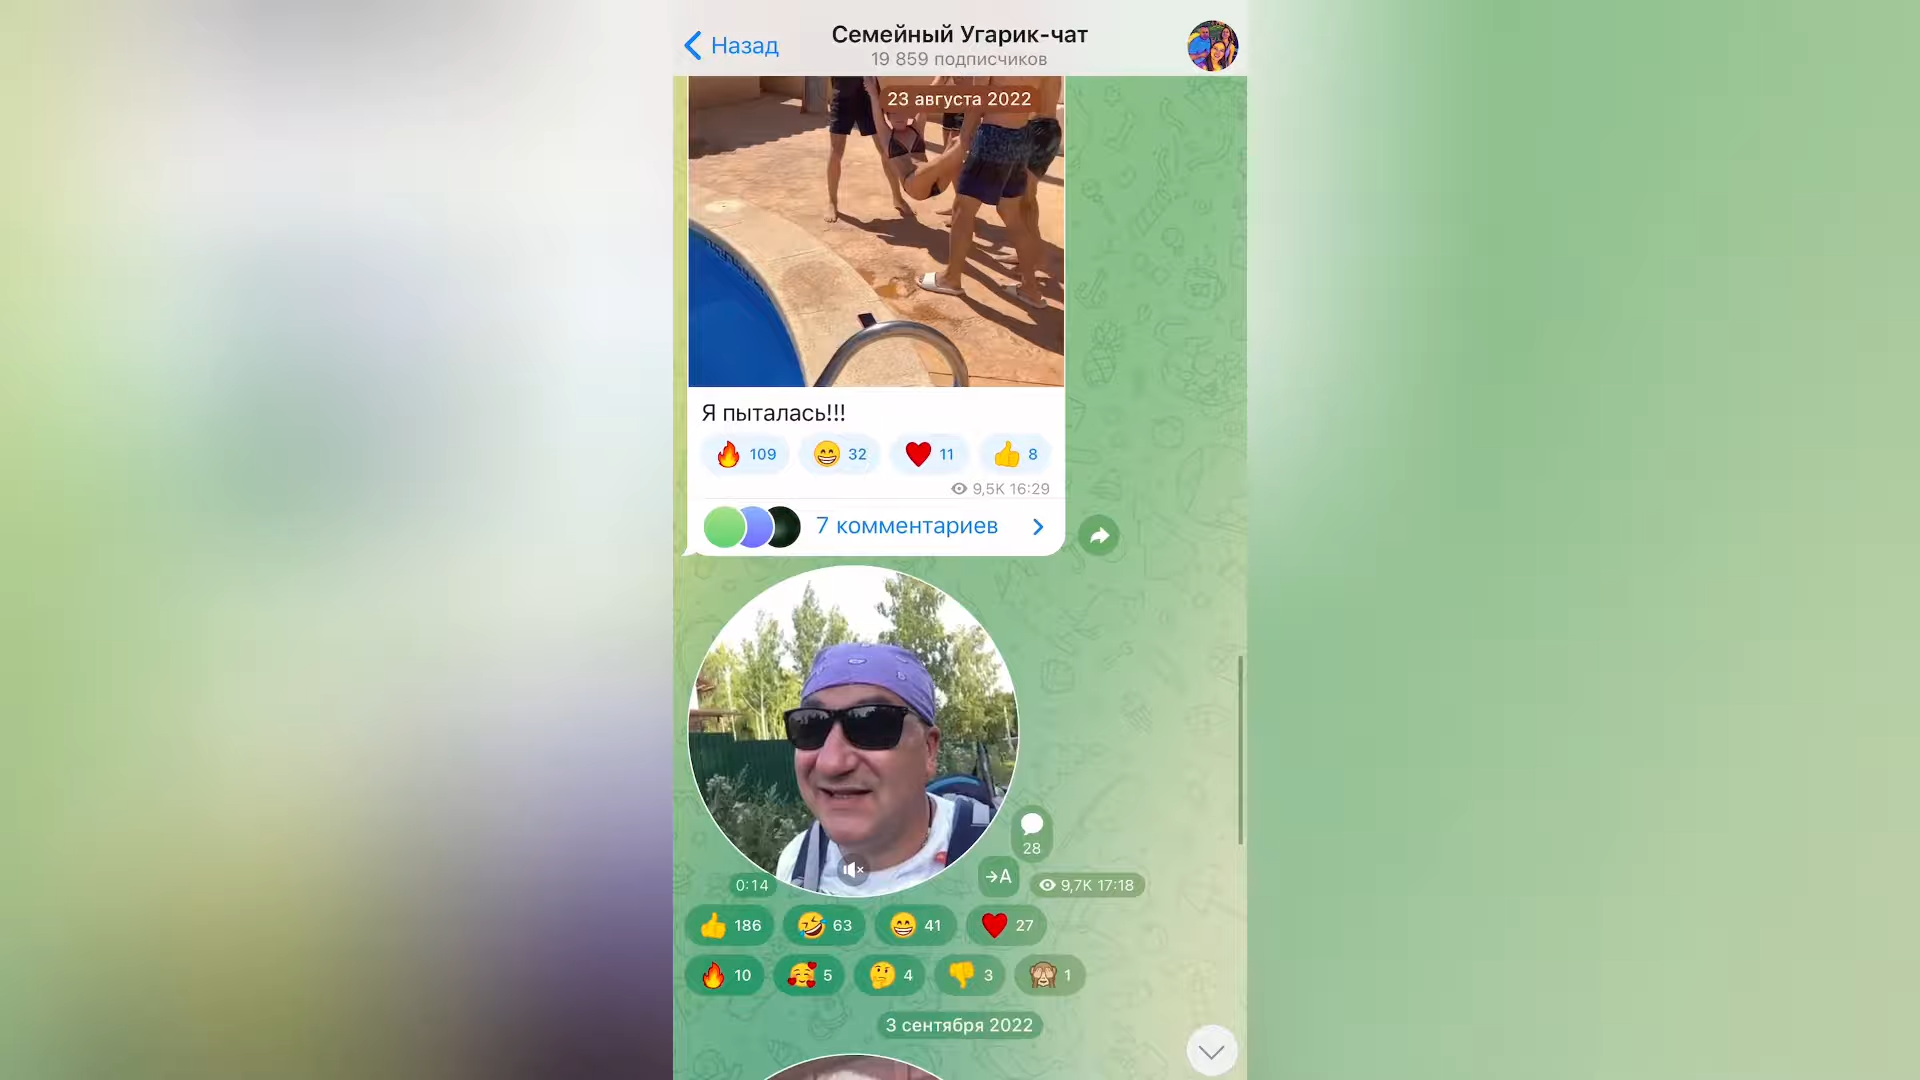 Назад
Семейный Угарик-чат
19 859 подписчиков
23 августа 2022
Я пыталась!!!
109 32 11 8
9,5K 16:29
7 комментариев
28
0:14
→A
9,7K 17:18
186 63 41 27
10 5 4 3 1
3 сентября 2022